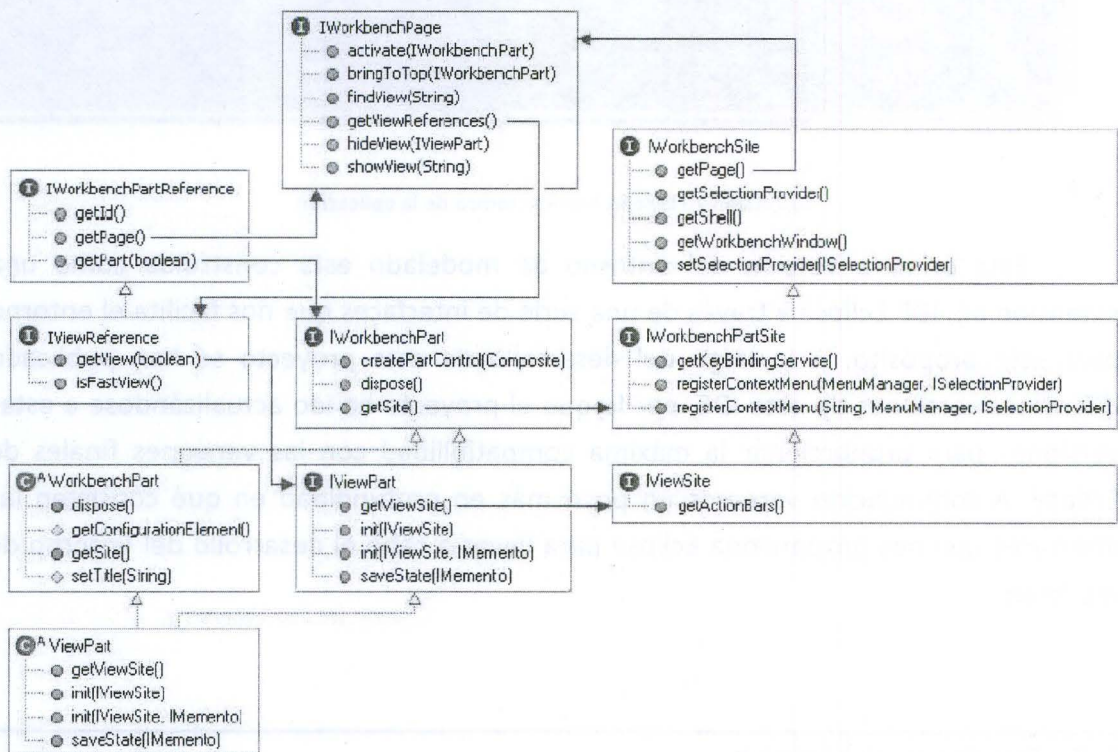 IWorkbenchPage
activate(IWorkbenchPart)
bringToTop(IWorkbenchPart)
findView(String)
getViewReferences()
hideView(IViewPart)
showView(String)
IWorkbenchSite
getPage()
getSelectionProvider()
getShell()
getWorkbenchWindow()
setSelectionProvider(ISelectionProvider)
IWorkbenchPartReference
getId()
getPage()
getPart(boolean)
IViewReference
getView(boolean)
isFastView()
IWorkbenchPart
createPartControl(Composite)
dispose()
getSite()
IWorkbenchPartSite
getKeyBindingService()
registerContextMenu(MenuManager, ISelectionProvider)
registerContextMenu(String, MenuManager, ISelectionProvider)
WorkbenchPart
dispose()
getConfigurationElement()
getSite()
setTitle(String)
IViewPart
getViewSite()
init(IViewSite)
init(IViewSite, IMemento)
saveState(IMemento)
IViewSite
getActionBars()
ViewPart
getViewSite()
init(IViewSite)
init(IViewSite, IMemento)
saveState(IMemento)